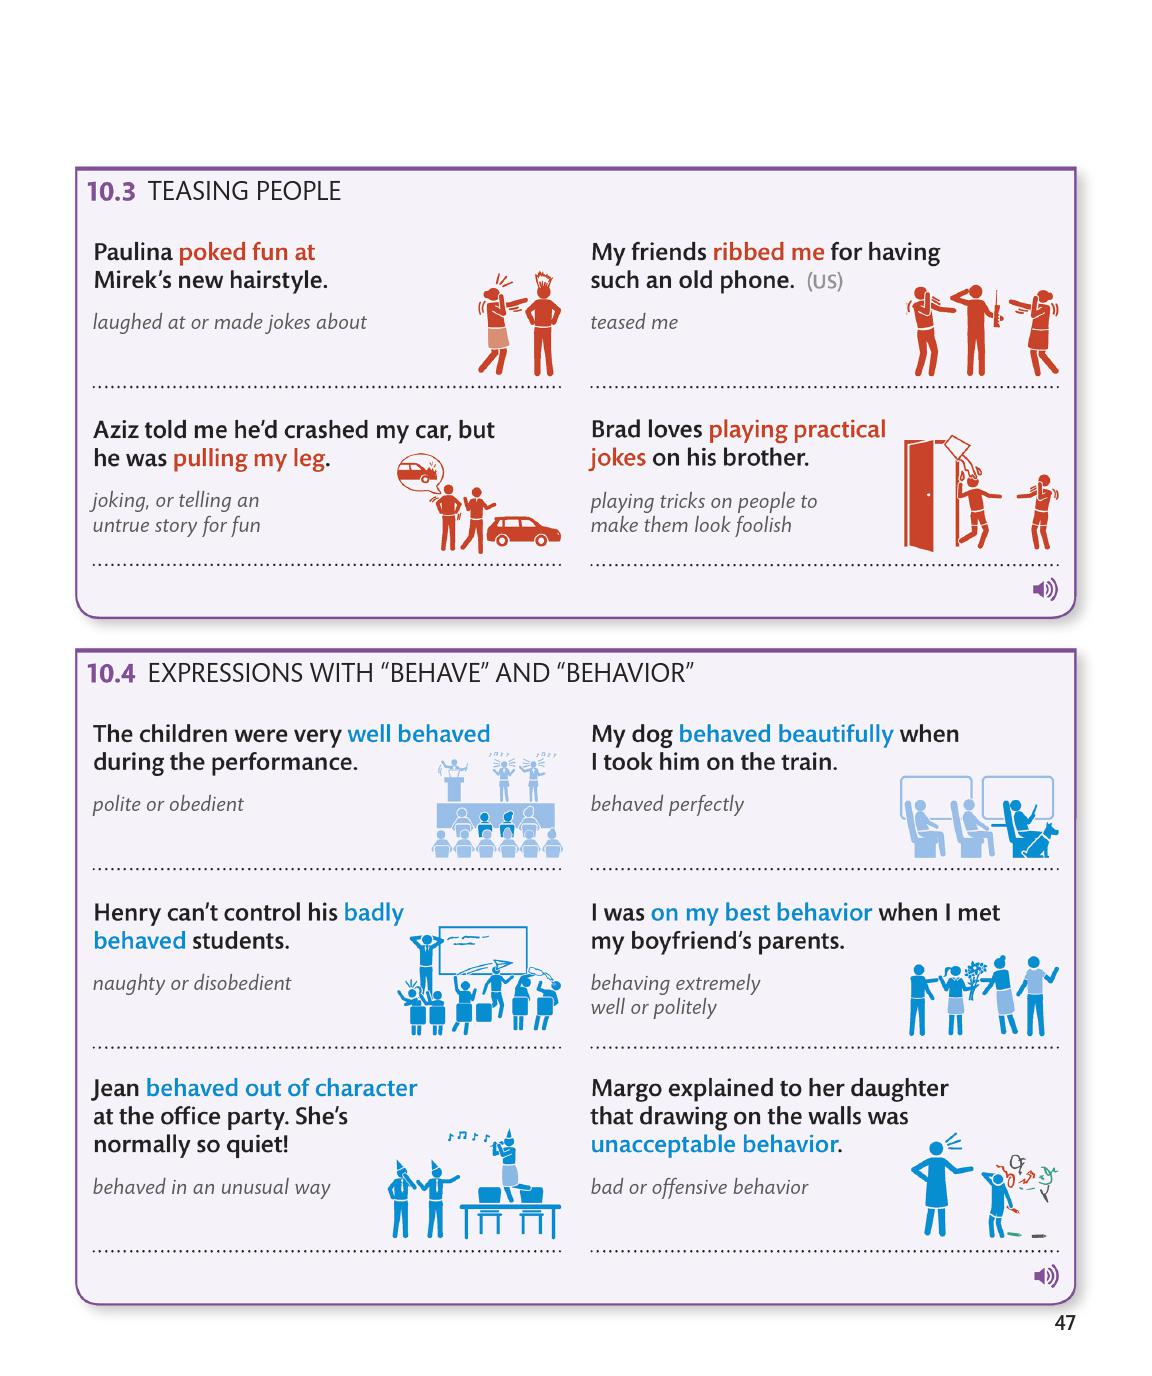 10.3 TEASING PEOPLE
Paulina poked fun at
Mirek's new hairstyle.
laughed at or made jokes about
My friends ribbed me for having
such an old phone. (US)
teased me
Aziz told me he'd crashed my car, but
he was pulling my leg.
joking, or telling an
untrue story for fun
Brad loves playing practical
jokes on his brother.
playing tricks on people to
make them look foolish
10.4 EXPRESSIONS WITH “BEHAVE” AND “BEHAVIOR”
The children were very well behaved
during the performance.
polite or obedient
My dog behaved beautifully when
I took him on the train.
behaved perfectly
Henry can't control his badly
behaved students.
naughty or disobedient
I was on my best behavior when I met
my boyfriend's parents.
behaving extremely
well or politely
Jean behaved out of character
at the office party. She's
normally so quiet!
behaved in an unusual way
Margo explained to her daughter
that drawing on the walls was
unacceptable behavior.
bad or offensive behavior
47